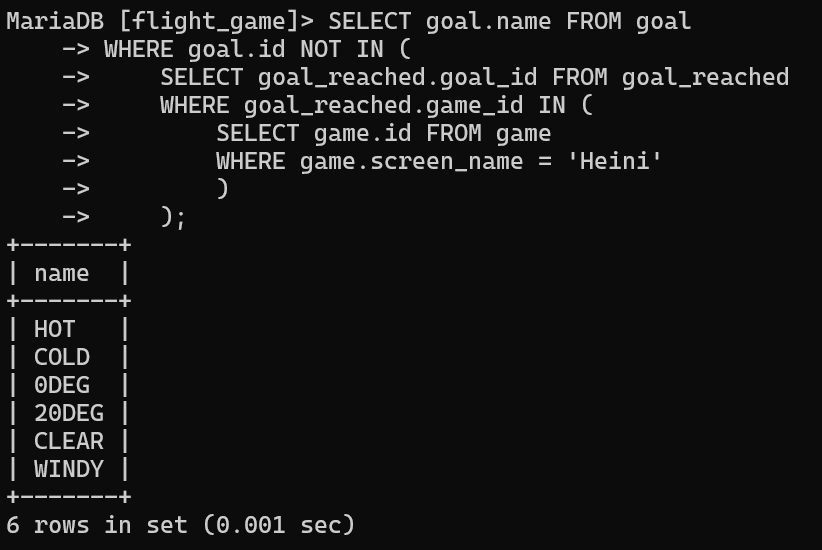 MariaDB [flight_game]> SELECT goal.name FROM goal
    -> WHERE goal.id NOT IN (
    ->     SELECT goal_reached.goal_id FROM goal_reached
    ->     WHERE goal_reached.game_id IN (
    ->         SELECT game.id FROM game
    ->         WHERE game.screen_name = 'Heini'
    ->         )
    ->     );
+-------+
| name  |
+-------+
| HOT   |
| COLD  |
| 0DEG  |
| 20DEG |
| CLEAR |
| WINDY |
+-------+
6 rows in set (0.001 sec)